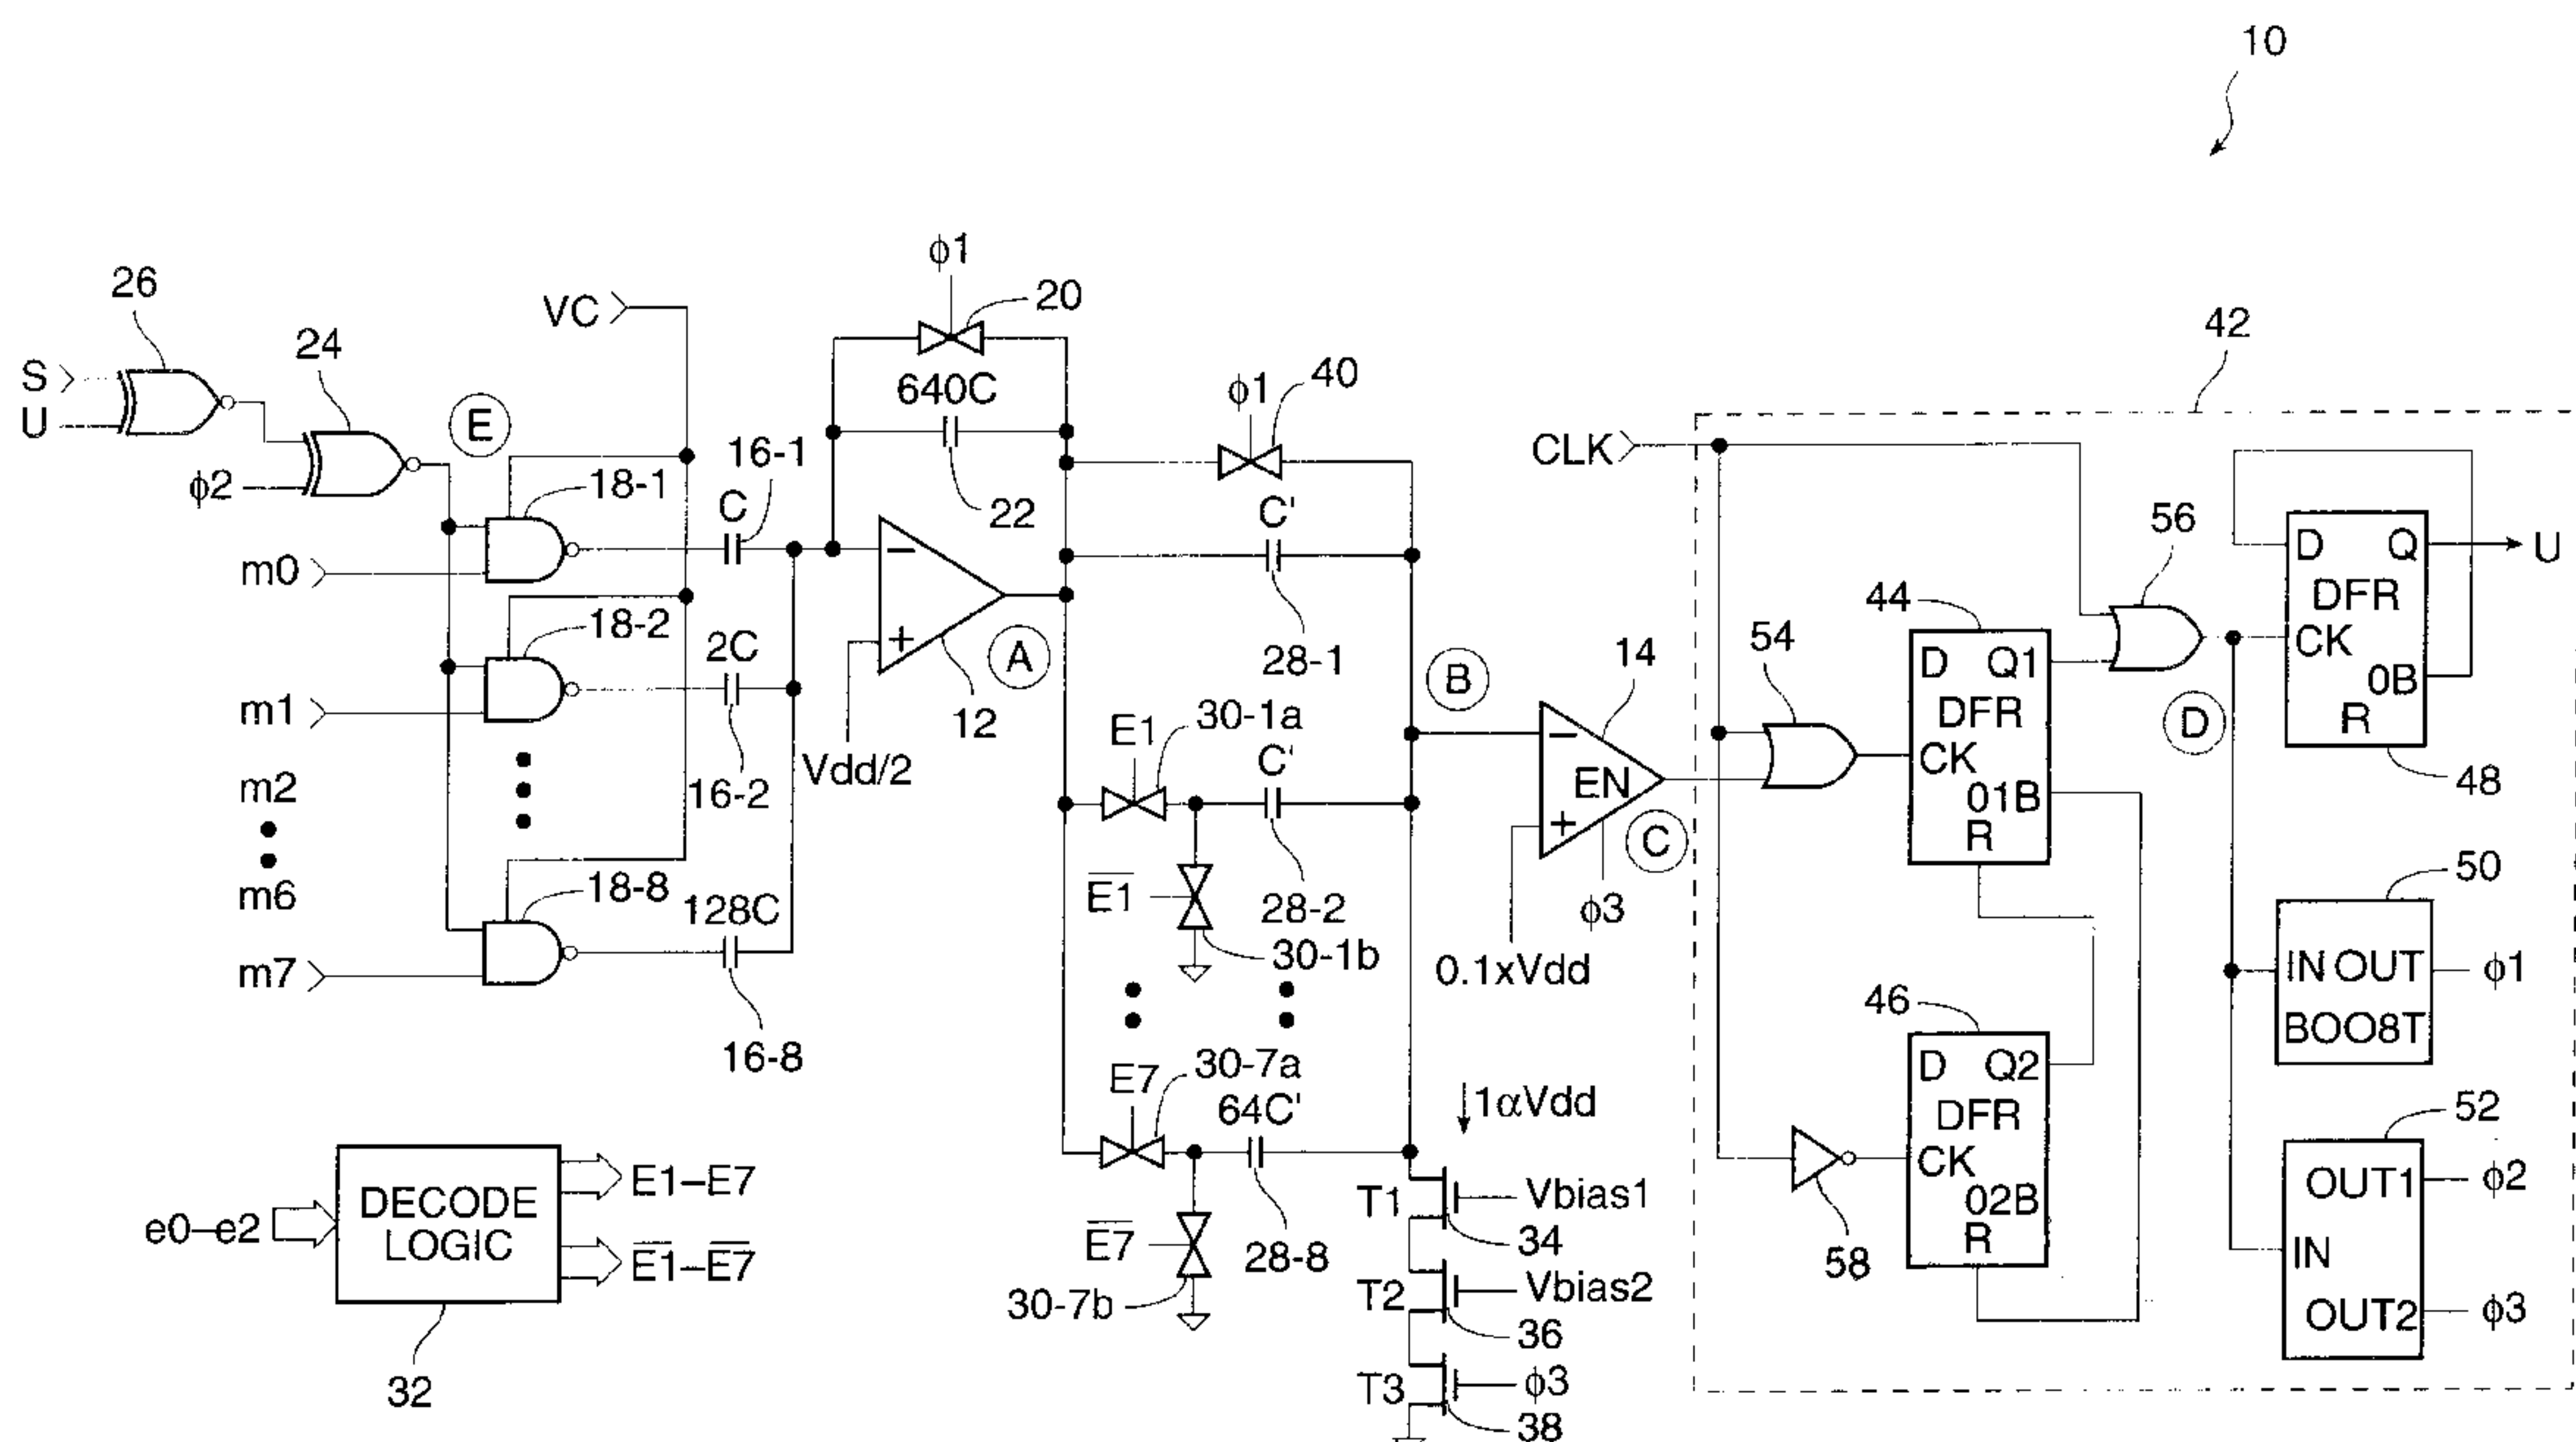 10
26
24
S
U
φ2
E
VC
φ1
20
640C
22
16-1
C
18-1
m0
18-2
2C
16-2
m1
m2
m6
18-8
128C
16-8
m7
Vdd/2
12
A
φ1
40
C'
28-1
E1
30-1a
C'
28-2
E1
30-1b
E7
30-7a
64C'
28-8
E7
30-7b
B
14
EN
C
φ3
0.1xVdd
1αVdd
T1
Vbias1
34
T2
Vbias2
36
T3
φ3
38
e0–e2
DECODE
LOGIC
E1–E7
E1–E7
32
CLK
42
54
44
D Q1
DFR
CK
01B
R
46
D Q2
DFR
CK
02B
R
58
56
D
D Q
DFR
CK
0B
R
U
48
50
IN OUT
BOO8T
φ1
52
OUT1
φ2
IN
OUT2
φ3